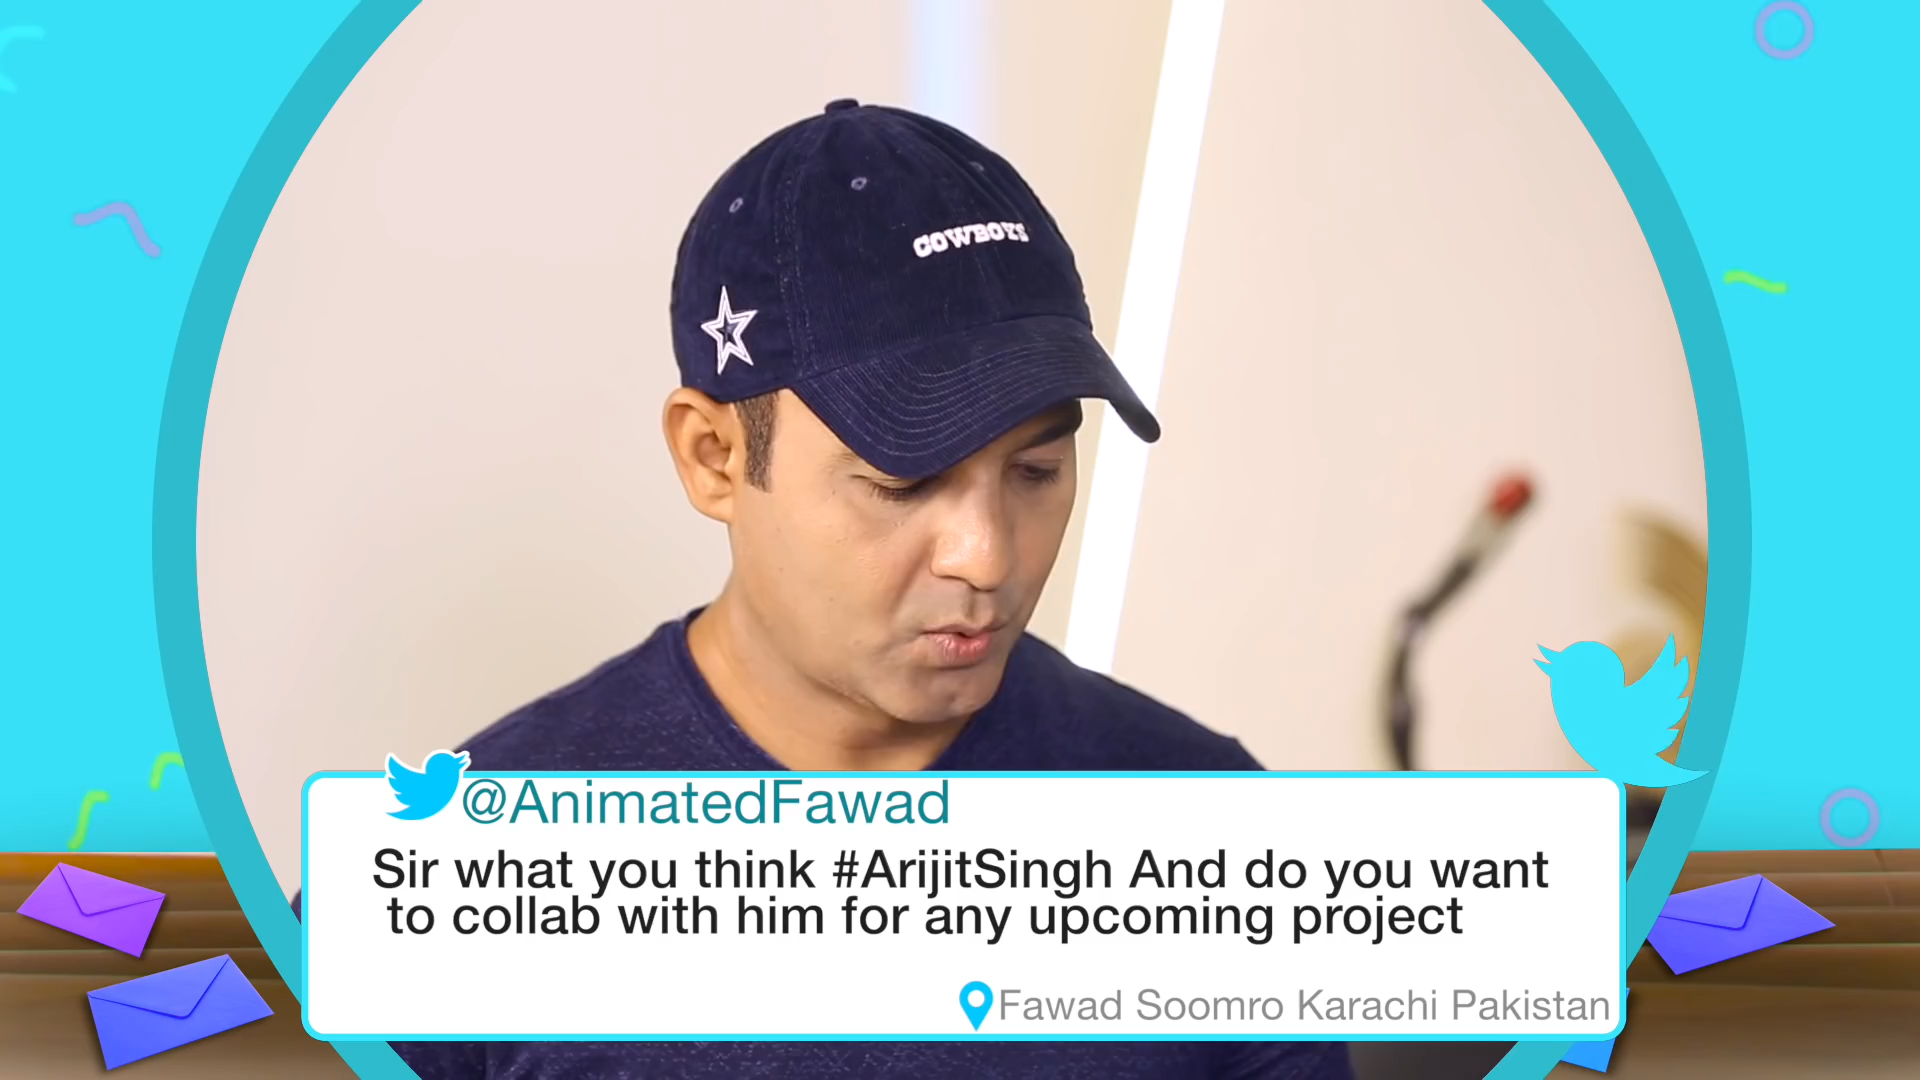 COWBOYS
@AnimatedFawad
Sir what you think #ArijitSingh And do you want
to collab with him for any upcoming project
Fawad Soomro Karachi Pakistan